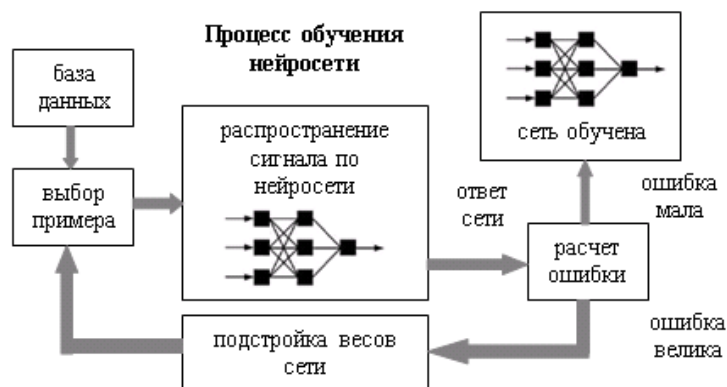 Процесс обучения
нейросети
база
данных
выбор
примера
распространение
сигнала по
нейросети
ответ
сети
расчет
ошибки
ошибка
мала
сеть обучена
ошибка
велика
подстройка весов
сети